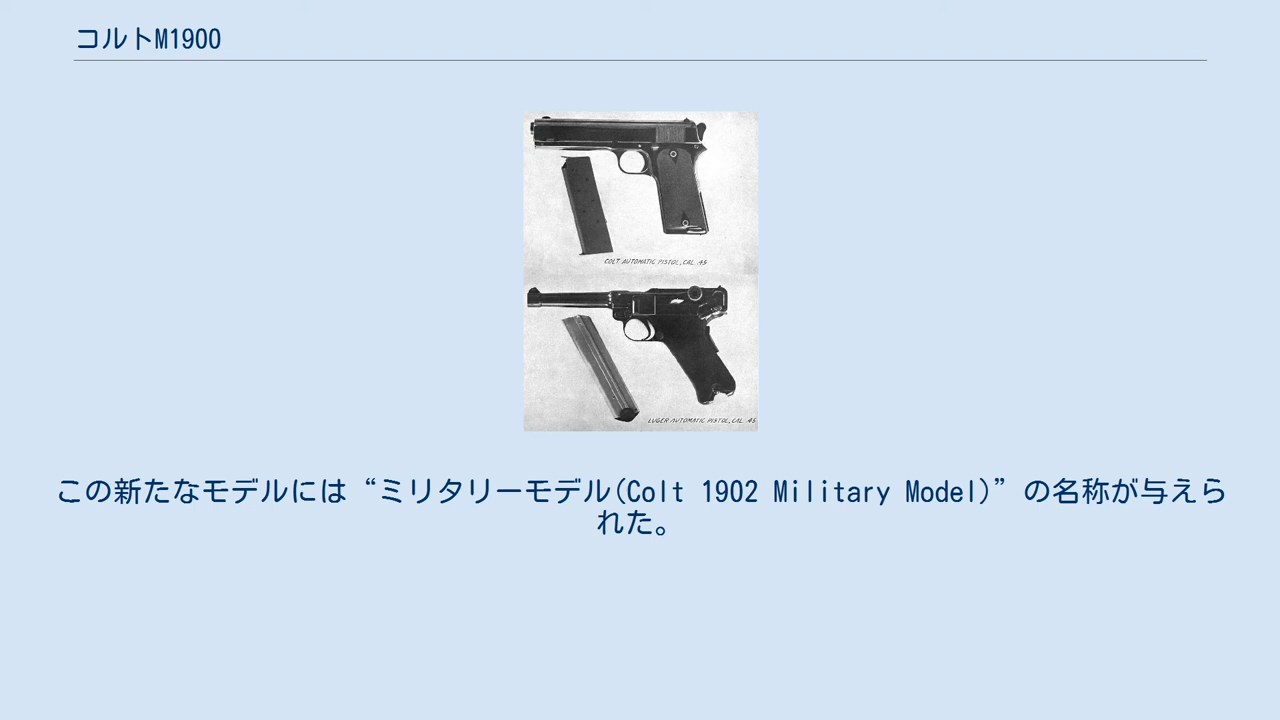 コルトM1900
COLT AUTOMATIC PISTOL, CAL .45
LUGER AUTOMATIC PISTOL, CAL .45
この新たなモデルには“ミリタリーモデル(Colt 1902 Military Model)”の名称が与えら
れた。